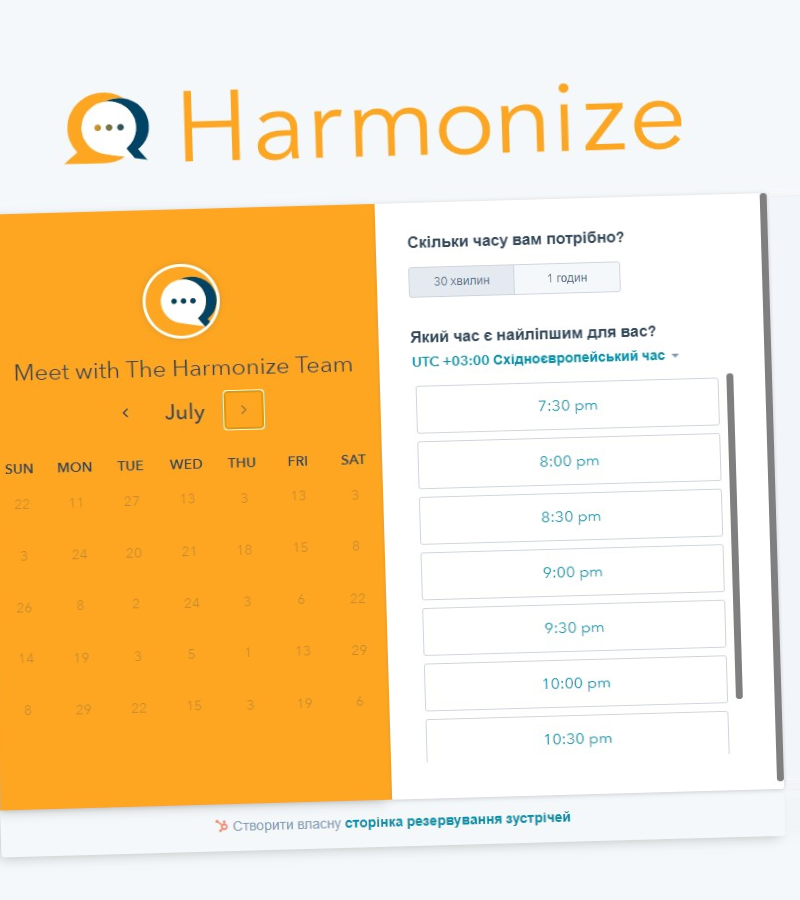 Harmonize
Meet with The Harmonize Team
July
SUN MON TUE WED THU FRI SAT
22 11 27 13 3 13 3
3 24 20 21 18 15 8
26 8 2 24 3 6 22
14 19 3 5 1 13 29
8 29 22 15 3 19 6
Скільки часу вам потрібно?
30 хвилин 1 годин
Який час є найліпшим для вас?
UTC +03:00 Східноєвропейський час
7:30 pm
8:00 pm
8:30 pm
9:00 pm
9:30 pm
10:00 pm
10:30 pm
Створити власну сторінка резервування зустрічей